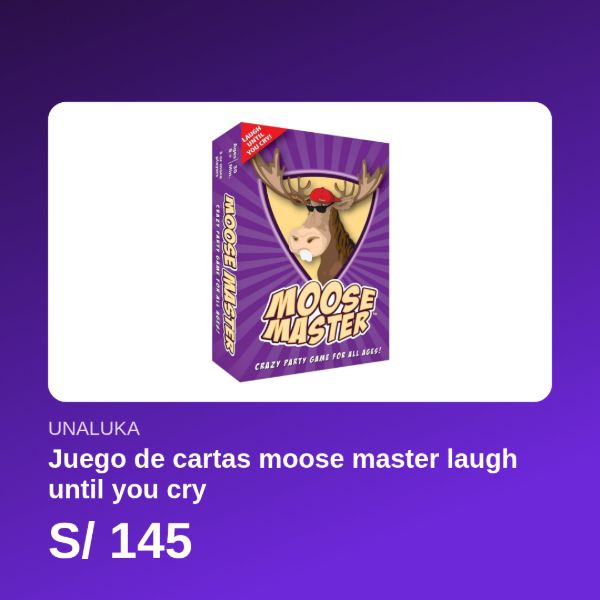 LAUGH
UNTIL
YOU CRY!
MOOSE MASTER
CRAZY PARTY GAME FOR ALL AGES!
MOOSE
MASTER
CRAZY PARTY GAME FOR ALL AGES!
UNALUKA
Juego de cartas moose master laugh
until you cry
S/ 145